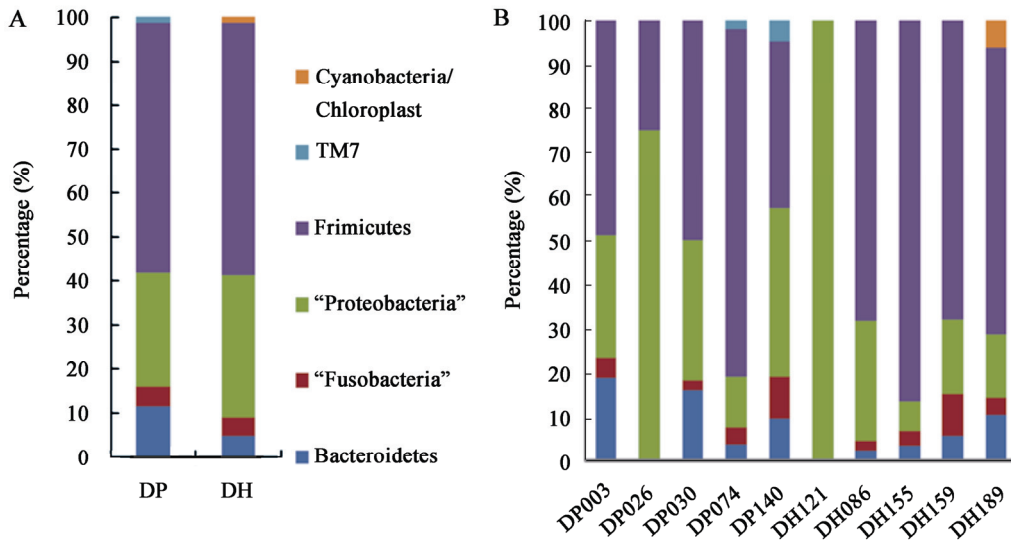 A
Percentage (%)
100
90
80
70
60
50
40
30
20
10
0
DP
DH
Cyanobacteria/
Chloroplast
TM7
Frimicutes
“Proteobacteria”
“Fusobacteria”
Bacteroidetes
B
Percentage (%)
100
90
80
70
60
50
40
30
20
10
0
DP003
DP026
DP030
DP074
DP140
DH121
DH086
DH155
DH159
DH189